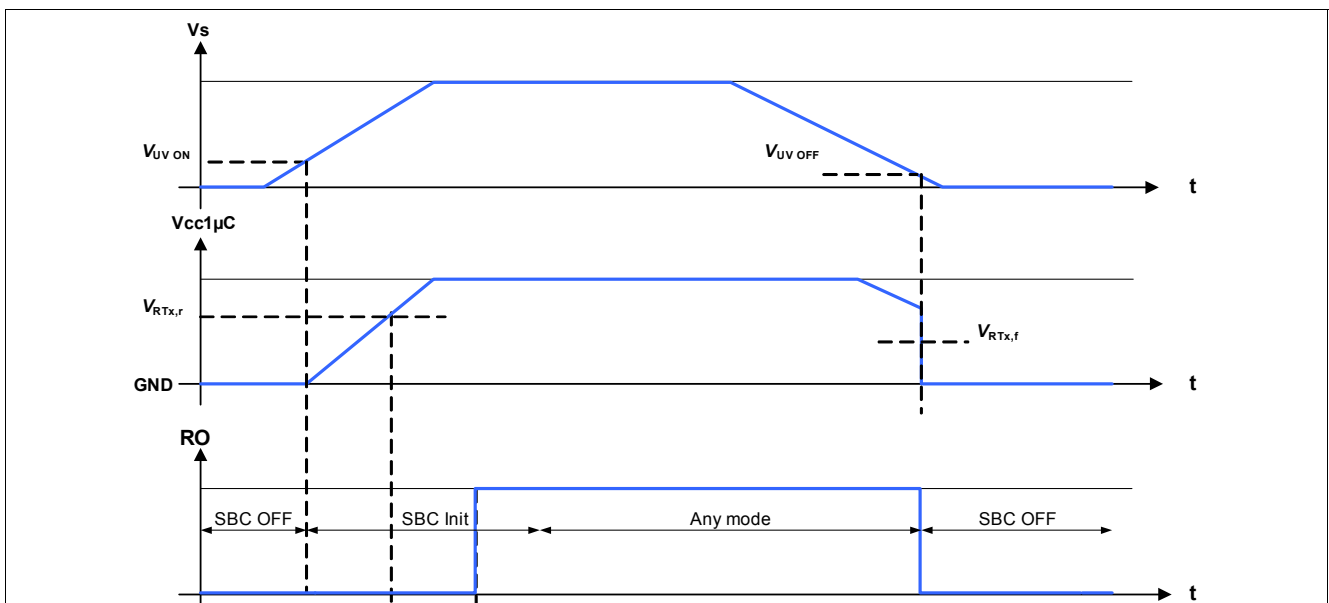 Vs
VUV ON
VUV OFF
t
Vcc1µC
VRTx,r
VRTx,f
GND
t
RO
SBC OFF SBC Init Any mode SBC OFF
t